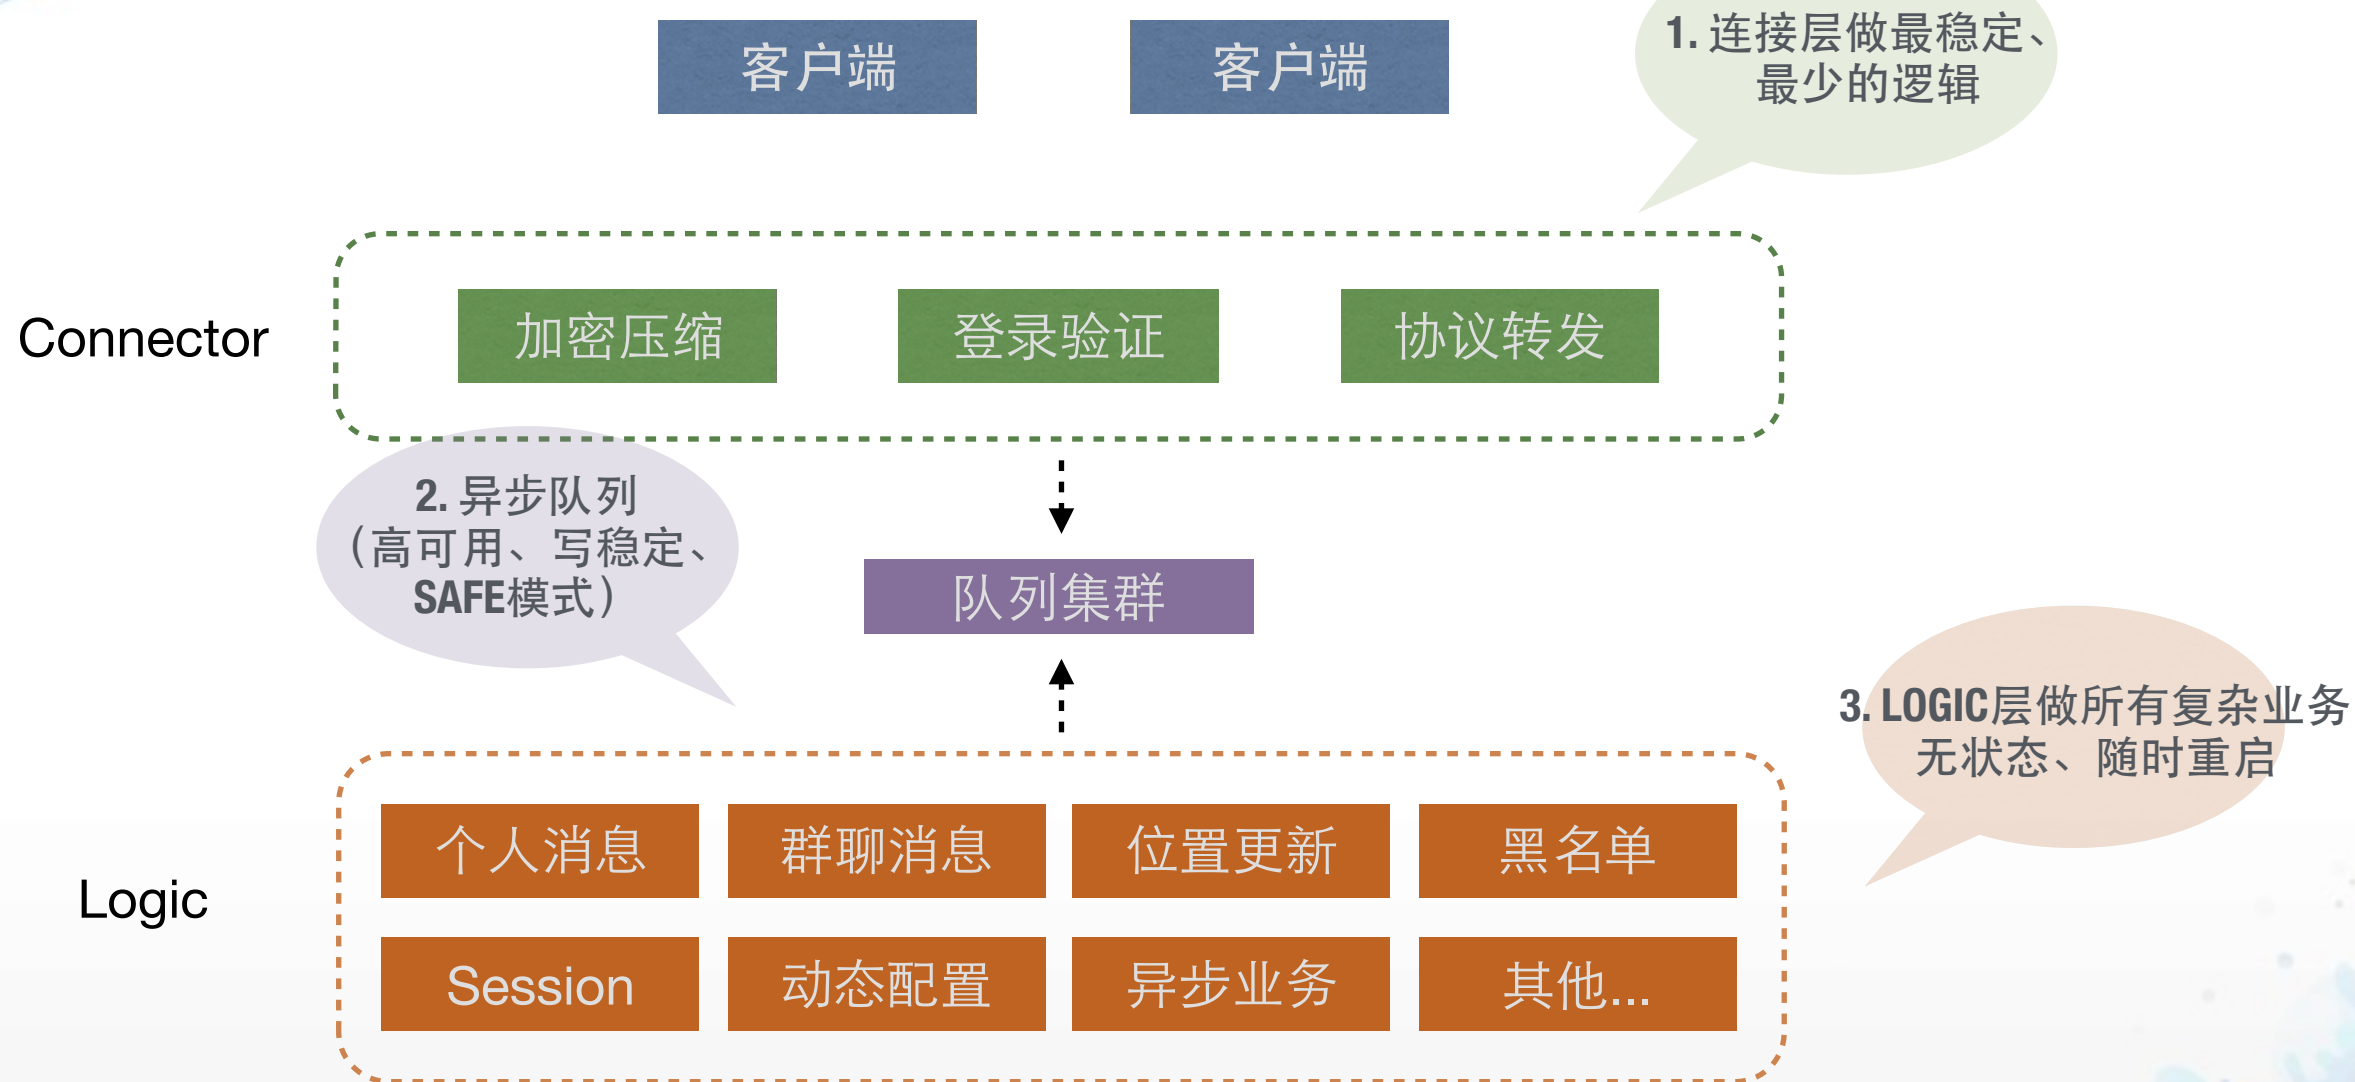 客户端
客户端
1. 连接层做最稳定、
最少的逻辑
Connector
加密压缩
登录验证
协议转发
2. 异步队列
（高可用、写稳定、
SAFE模式）
队列集群
3. LOGIC层做所有复杂业务
无状态、随时重启
Logic
个人消息
群聊消息
位置更新
黑名单
Session
动态配置
异步业务
其他...